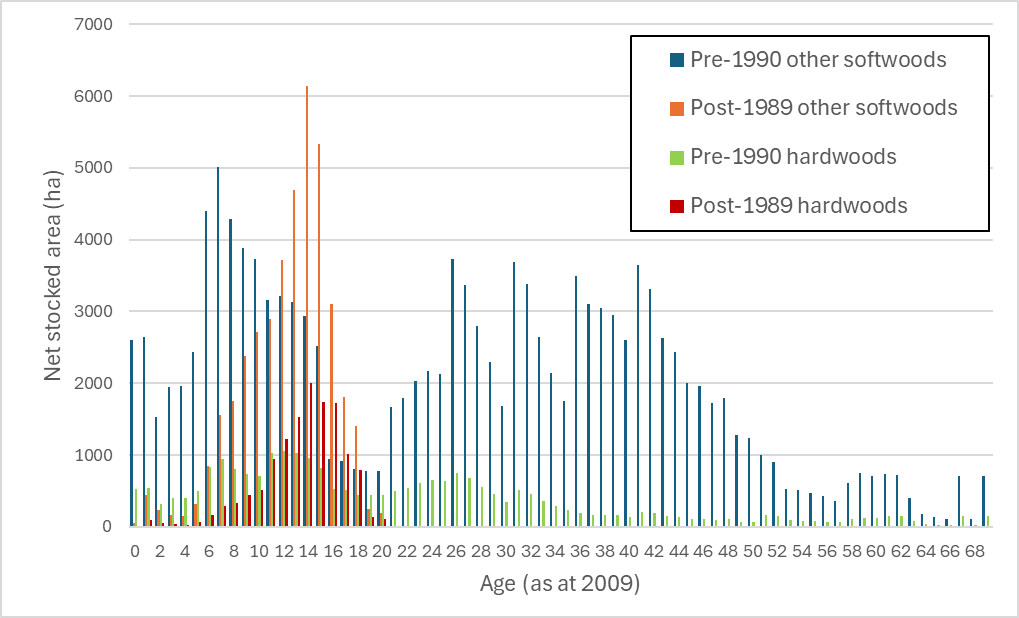 7000
6000
5000
4000
3000
2000
1000
0
Net stocked area (ha)
Pre-1990 other softwoods
Post-1989 other softwoods
Pre-1990 hardwoods
Post-1989 hardwoods
0 2 4 6 8 10 12 14 16 18 20 22 24 26 28 30 32 34 36 38 40 42 44 46 48 50 52 54 56 58 60 62 64 66 68
Age (as at 2009)